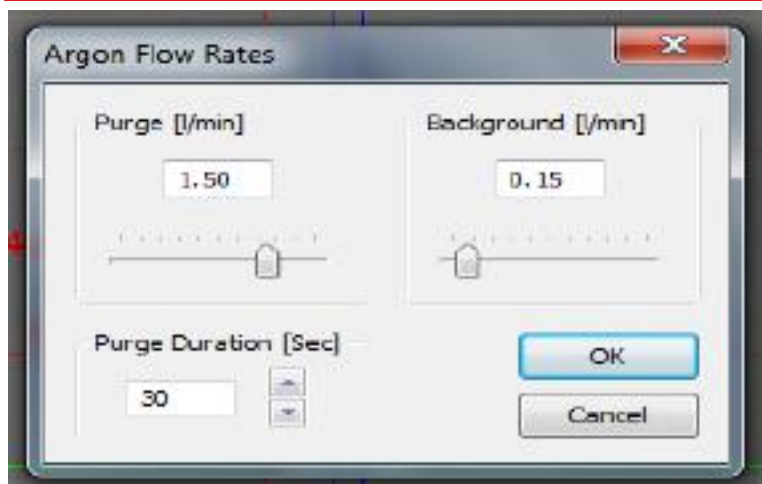 Argon Flow Rates
Purge [l/min]
Background [l/min]
1.50
0.15
Purge Duration [Sec]
30
OK
Cancel